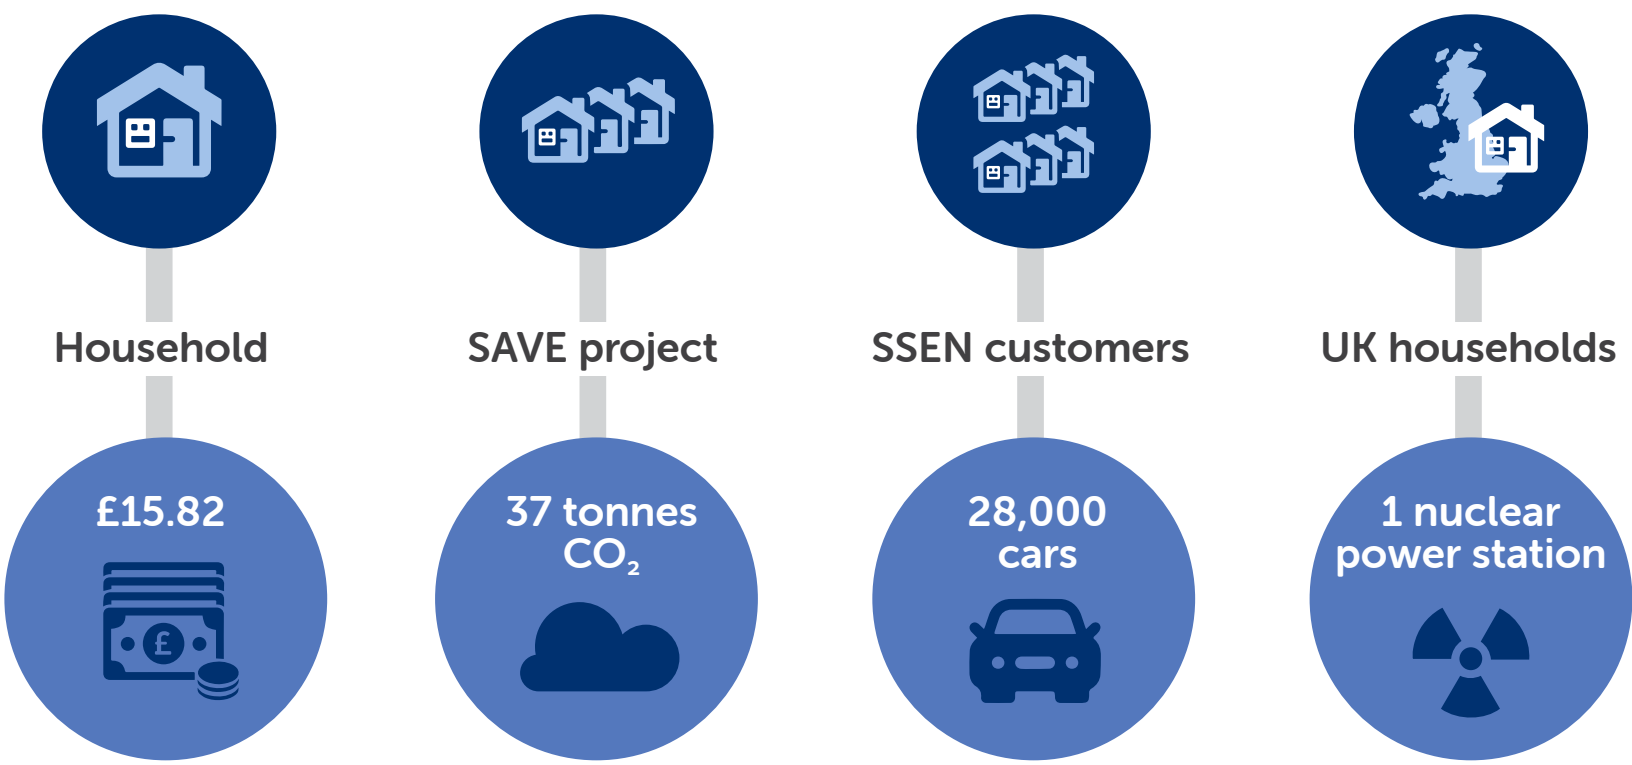 Household
SAVE project
SSEN customers
UK households
£15.82
£
37 tonnes
CO₂
28,000
cars
1 nuclear
power station